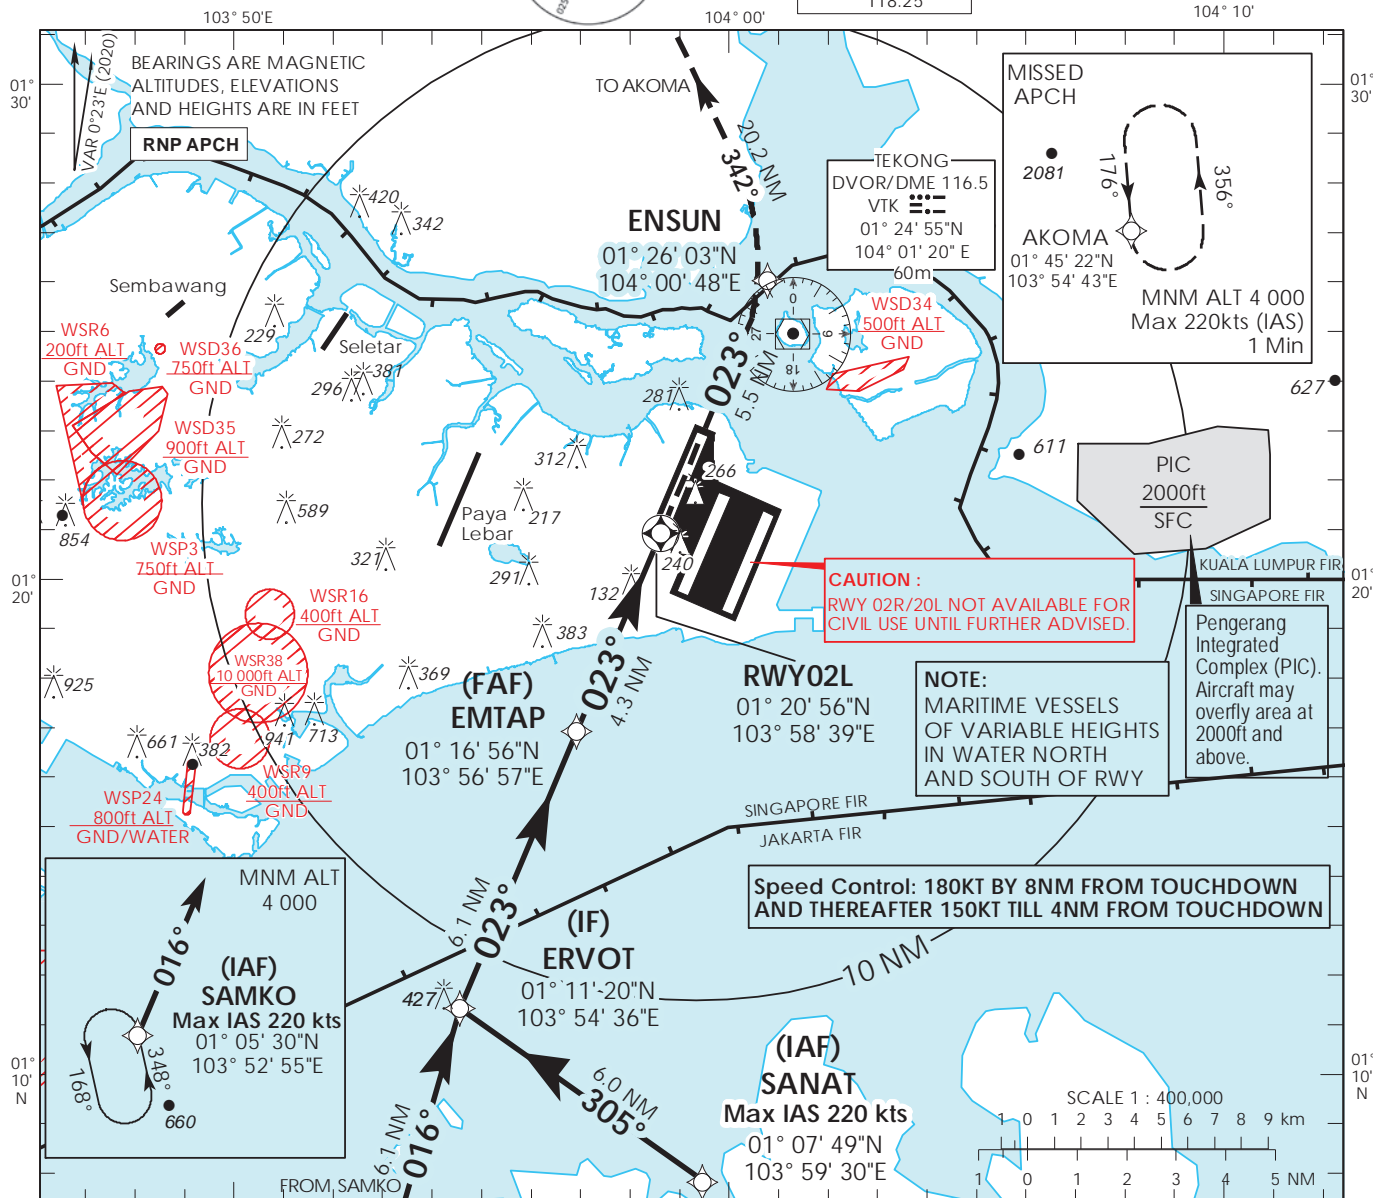 025
118.25
103° 50'E
104° 00'
104° 10'
01°
30'
01°
30'
VAR 0°23'E (2020)
BEARINGS ARE MAGNETIC
ALTITUDES, ELEVATIONS
AND HEIGHTS ARE IN FEET
RNP APCH
TO AKOMA
20.2 NM
342°
MISSED
APCH
2081
176°
356°
AKOMA
01° 45' 22"N
103° 54' 43"E
MNM ALT 4 000
Max 220kts (IAS)
1 Min
TEKONG
DVOR/DME 116.5
VTK
01° 24' 55"N
104° 01' 20" E
60m
ENSUN
01° 26' 03"N
104° 00' 48"E
0
9
18
27
420
342
Sembawang
229
Seletar
296
381
WSR6
200ft ALT
GND
WSD36
750ft ALT
GND
WSD35
900ft ALT
GND
WSD34
500ft ALT
GND
023°
5.5 NM
281
627
272
312
611
PIC
2000ft
SFC
266
589
217
Paya
Lebar
854
WSP3
750ft ALT
GND
321
291
240
132
KUALA LUMPUR FIR
SINGAPORE FIR
01°
20'
01°
20'
CAUTION :
RWY 02R/20L NOT AVAILABLE FOR
CIVIL USE UNTIL FURTHER ADVISED.
WSR16
400ft ALT
GND
383
WSR38
10 000ft ALT
GND
369
925
Pengerang
Integrated
Complex (PIC).
Aircraft may
overfly area at
2000ft and
above.
023°
4.3 NM
(FAF)
EMTAP
01° 16' 56"N
103° 56' 57"E
RWY02L
01° 20' 56"N
103° 58' 39"E
NOTE:
MARITIME VESSELS
OF VARIABLE HEIGHTS
IN WATER NORTH
AND SOUTH OF RWY
661
382
941
713
WSR9
400ft ALT
GND
WSP24
800ft ALT
GND/WATER
SINGAPORE FIR
JAKARTA FIR
MNM ALT
4 000
016°
(IAF)
SAMKO
Max IAS 220 kts
01° 05' 30"N
103° 52' 55"E
348°
168°
660
6.1 NM
023°
(IF)
ERVOT
01° 11' 20"N
103° 54' 36"E
427
Speed Control: 180KT BY 8NM FROM TOUCHDOWN
AND THEREAFTER 150KT TILL 4NM FROM TOUCHDOWN
10 NM
01°
10'
N
01°
10'
N
6.0 NM
305°
(IAF)
SANAT
Max IAS 220 kts
01° 07' 49"N
103° 59' 30"E
6.1 NM
016°
FROM SAMKO
SCALE 1 : 400,000
1 0 1 2 3 4 5 6 7 8 9 km
1 0 1 2 3 4 5 NM